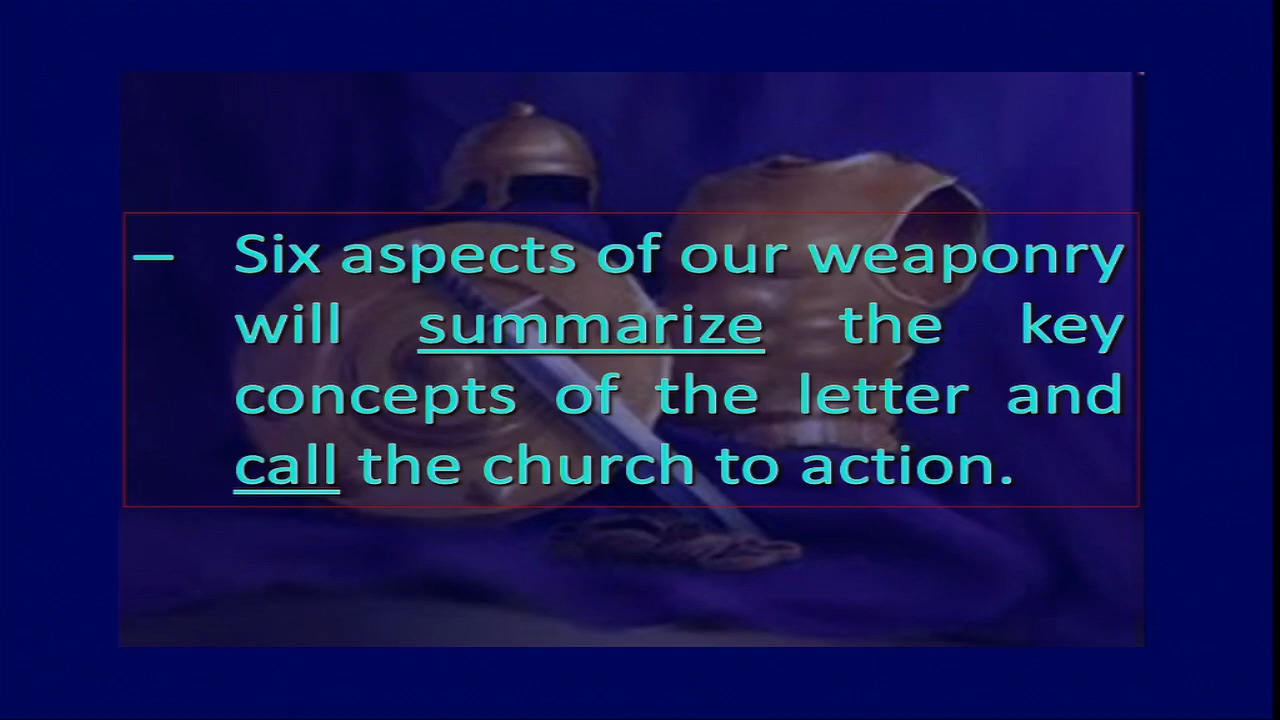 – Six aspects of our weaponry
will summarize the key
concepts of the letter and
call the church to action.